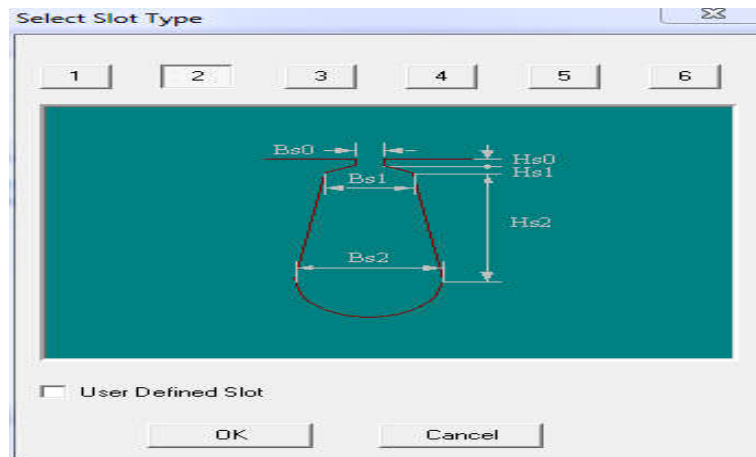 Select Slot Type
1 2 3 4 5 6
Bs0
Hs0
Hs1
Bs1
Hs2
Bs2
User Defined Slot
OK Cancel